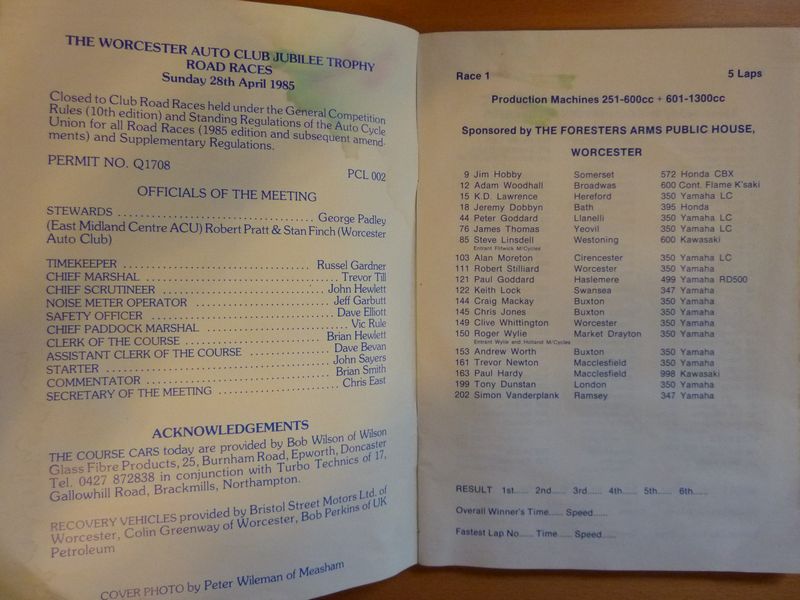 THE WORCESTER AUTO CLUB JUBILEE TROPHY
ROAD RACES
Sunday 28th April 1985
Closed to Club Road Races held under the General Competition
Rules (10th edition) and Standing Regulations of the Auto Cycle
Union for all Road Races (1985 edition and subsequent amend-
ments) and Supplementary Regulations.
PERMIT NO. Q1708
PCL 002
OFFICIALS OF THE MEETING
STEWARDS .......................................... George Padley
(East Midland Centre ACU) Robert Pratt & Stan Finch (Worcester
Auto Club)
TIMEKEEPER .......................... Russel Gardner
CHIEF MARSHAL .......................... Trevor Till
CHIEF SCRUTINEER .......................... John Hewlett
NOISE METER OPERATOR .......................... Jeff Garbutt
SAFETY OFFICER .......................... Dave Elliott
CHIEF PADDOCK MARSHAL .......................... Vic Rule
CLERK OF THE COURSE .......................... Brian Hewlett
ASSISTANT CLERK OF THE COURSE ................ Dave Bevan
STARTER .......................... John Sayers
COMMENTATOR .......................... Brian Smith
SECRETARY OF THE MEETING .................... Chris East
ACKNOWLEDGEMENTS
THE COURSE CARS today are provided by Bob Wilson of Wilson
Glass Fibre Products, 25, Burnham Road, Epworth, Doncaster
Tel. 0427 872838 in conjunction with Turbo Technics of 17,
Gallowhill Road, Brackmills, Northampton.
RECOVERY VEHICLES provided by Bristol Street Motors Ltd. of
Worcester, Colin Greenway of Worcester, Bob Perkins of UK
Petroleum
COVER PHOTO by Peter Wileman of Measham
Race 1 5 Laps
Production Machines 251-600cc + 601-1300cc
Sponsored by THE FORESTERS ARMS PUBLIC HOUSE,
WORCESTER
9 Jim Hobby Somerset 572 Honda CBX
12 Adam Woodhall Broadwas 600 Cont. Flame K'saki
15 K.D. Lawrence Hereford 350 Yamaha LC
18 Jeremy Dobbyn Bath 395 Honda
44 Peter Goddard Llanelli 350 Yamaha LC
76 James Thomas Yeovil 350 Yamaha LC
85 Steve Linsdell Westoning 600 Kawasaki
Entrant Flitwick M/Cycles
103 Alan Moreton Cirencester 350 Yamaha LC
111 Robert Stilliard Worcester 350 Yamaha
121 Paul Goddard Haslemere 499 Yamaha RD500
122 Keith Lock Swansea 347 Yamaha
144 Craig Mackay Buxton 350 Yamaha
145 Chris Jones Buxton 350 Yamaha
149 Clive Whittington Worcester 350 Yamaha
150 Roger Wylie Market Drayton 350 Yamaha
Entrant Wylie and Holland M/Cycles
153 Andrew Worth Buxton 350 Yamaha
161 Trevor Newton Macclesfield 350 Yamaha
163 Paul Hardy Macclesfield 998 Kawasaki
199 Tony Dunstan London 350 Yamaha
202 Simon Vanderplank Ramsey 347 Yamaha
RESULT 1st...... 2nd...... 3rd...... 4th...... 5th...... 6th......
Overall Winner's Time...... Speed......
Fastest Lap No...... Time...... Speed......